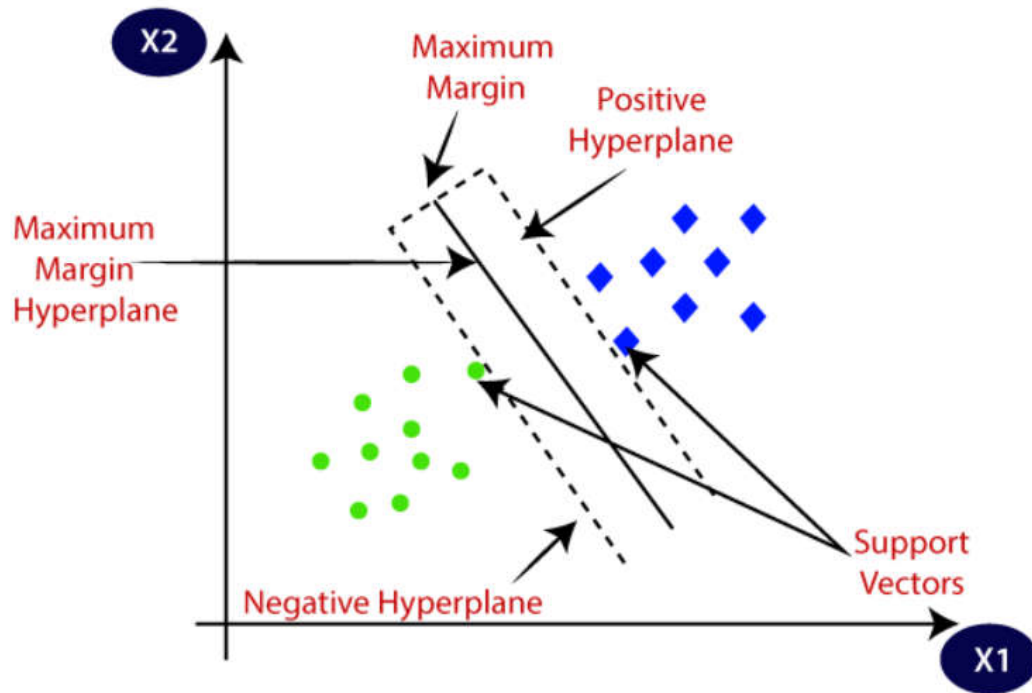 X2
Maximum
Margin
Positive
Hyperplane
Maximum
Margin
Hyperplane
Support
Vectors
Negative Hyperplane
X1